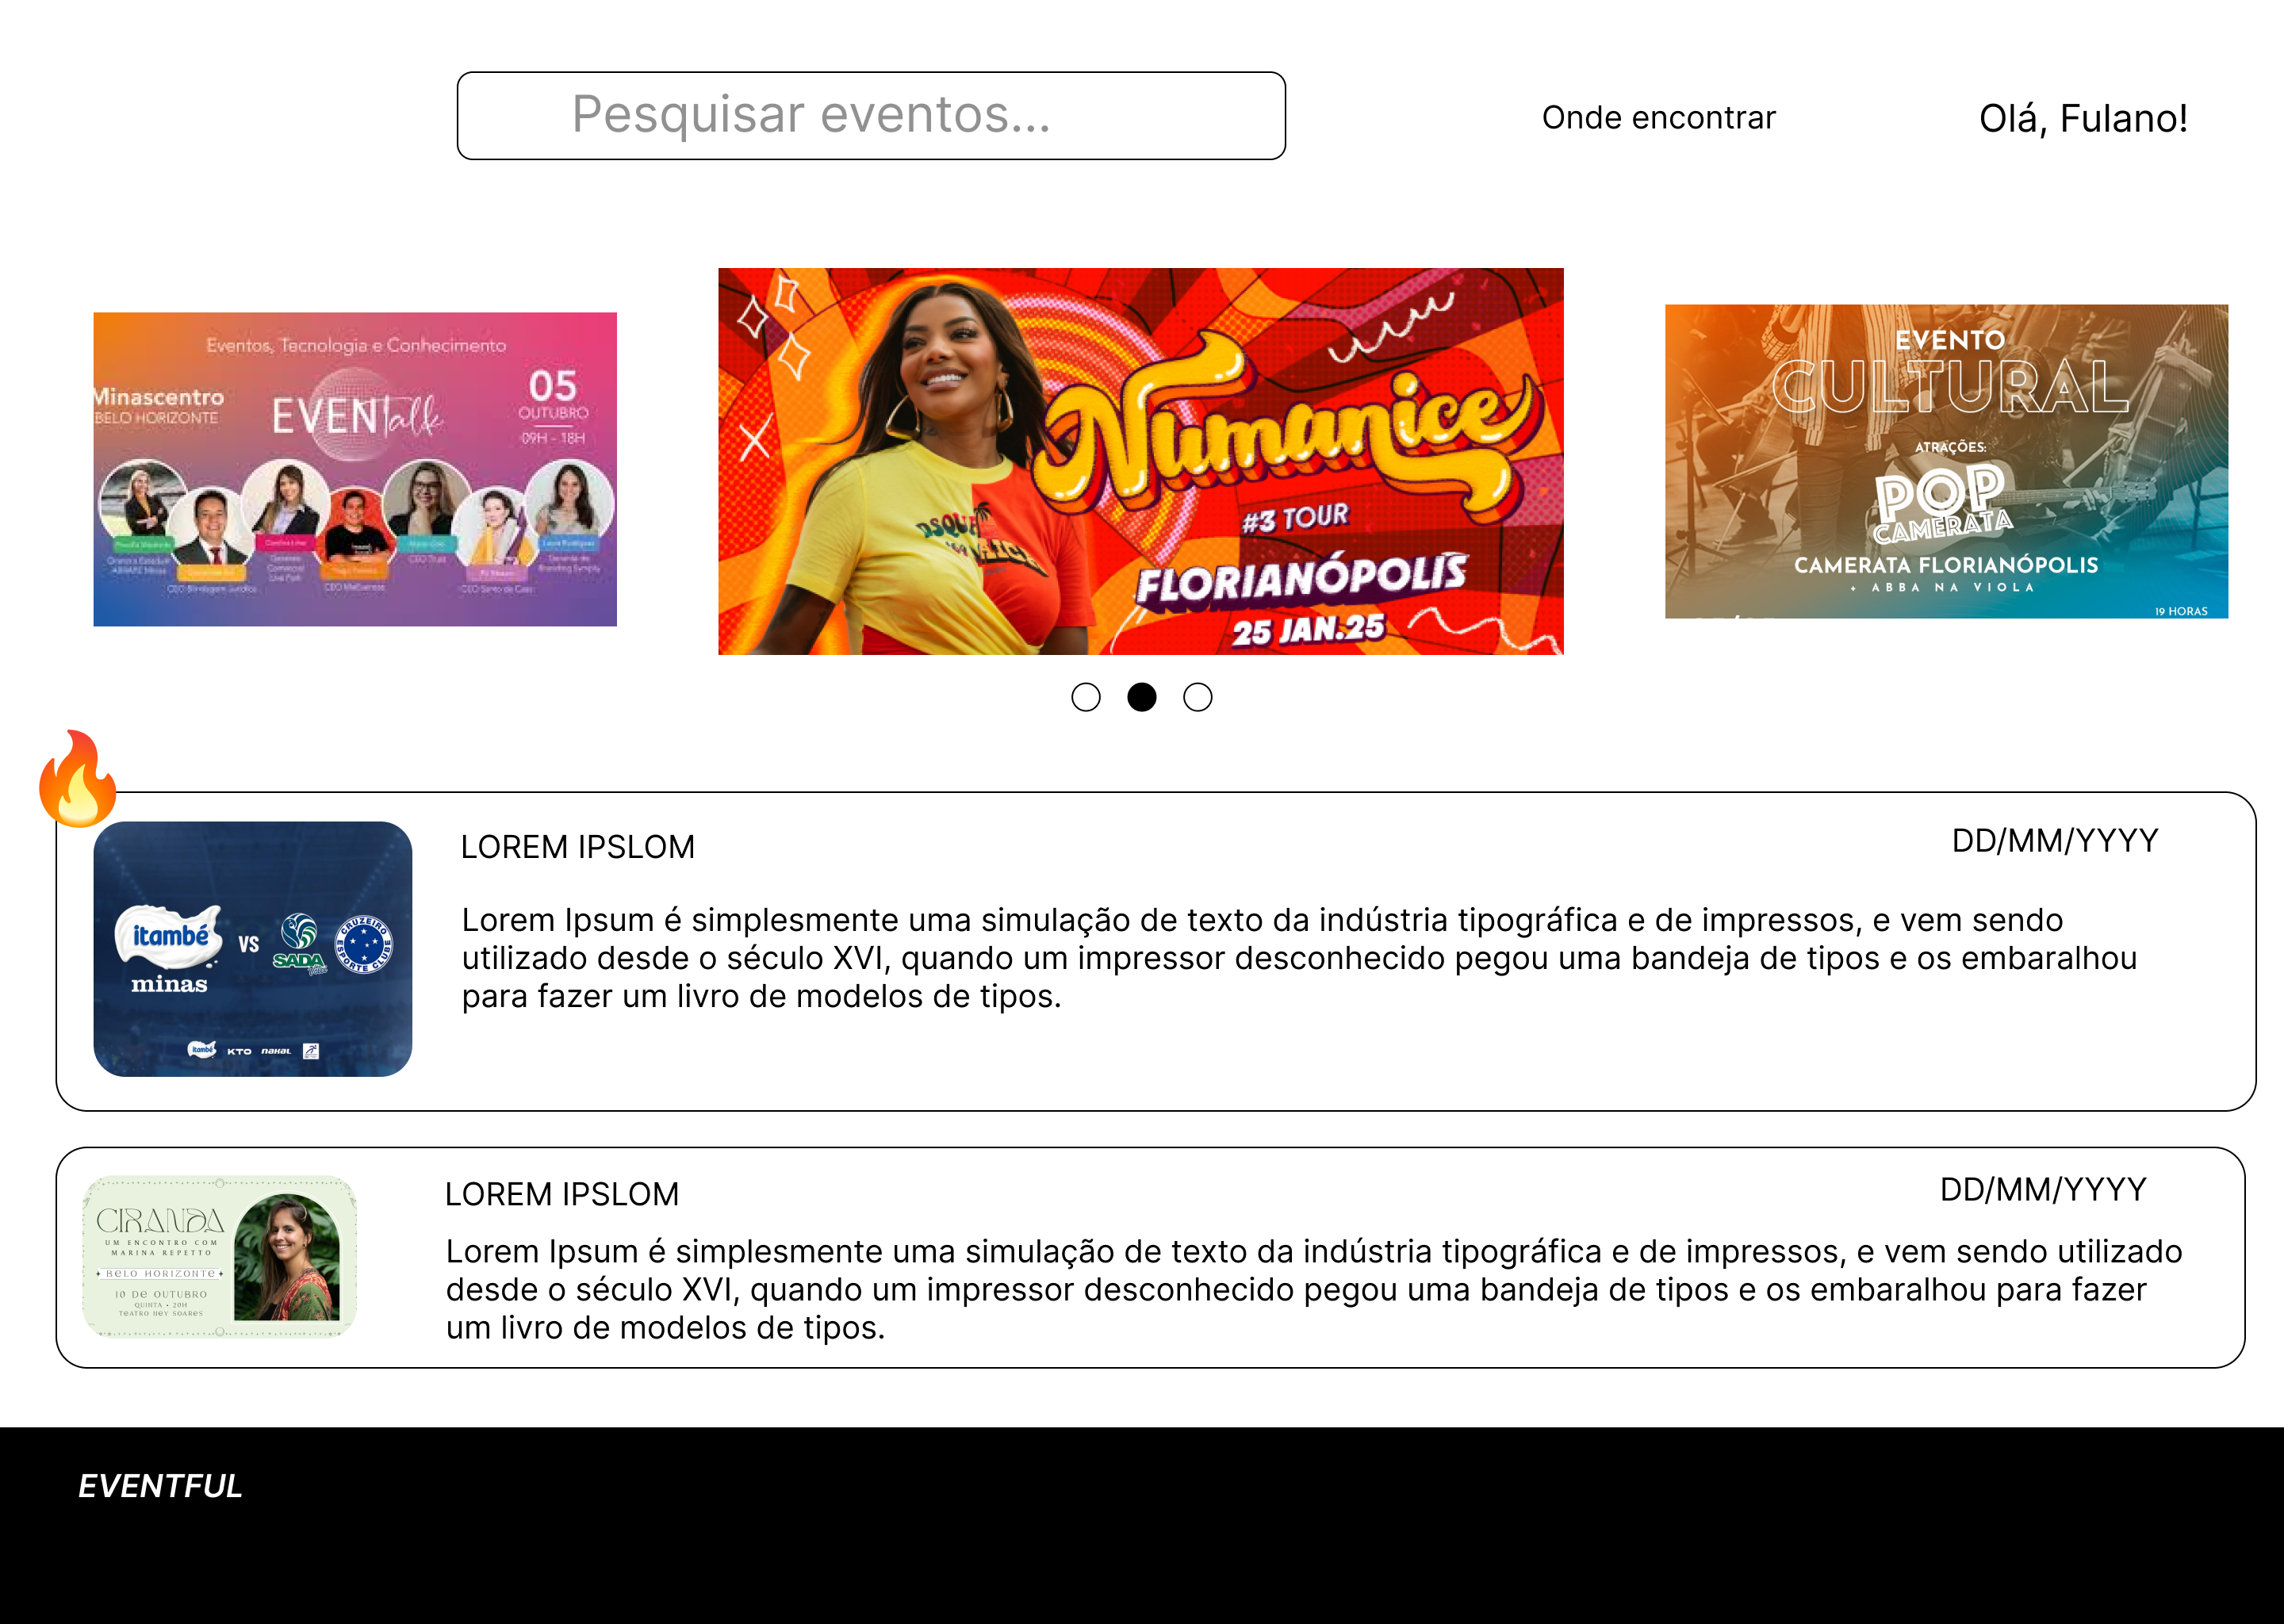 Pesquisar eventos...
Onde encontrar
Olá, Fulano!
Eventos, Tecnologia e Conhecimento
Minascentro
BELO HORIZONTE
EVENTalk
05
OUTUBRO
09H - 18H
Numanice
#3 TOUR
FLORIANÓPOLIS
25 JAN.25
EVENTO
CULTURAL
ATRAÇÕES:
POP
CAMERATA
CAMERATA FLORIANÓPOLIS
+ ABBA NA VIOLA
19 HORAS
LOREM IPSLOM
DD/MM/YYYY
itambé
minas
VS
SADA
CRUZEIRO
ESPORTE CLUBE
itambé
KTO
Lorem Ipsum é simplesmente uma simulação de texto da indústria tipográfica e de impressos, e vem sendo
utilizado desde o século XVI, quando um impressor desconhecido pegou uma bandeja de tipos e os embaralhou
para fazer um livro de modelos de tipos.
LOREM IPSLOM
DD/MM/YYYY
CIRANDA
UM ENCONTRO COM
MARINA REPETTO
BELO HORIZONTE
10 DE OUTUBRO
QUINTA • 20H
TEATRO NEY SOARES
Lorem Ipsum é simplesmente uma simulação de texto da indústria tipográfica e de impressos, e vem sendo utilizado
desde o século XVI, quando um impressor desconhecido pegou uma bandeja de tipos e os embaralhou para fazer
um livro de modelos de tipos.
EVENTFUL